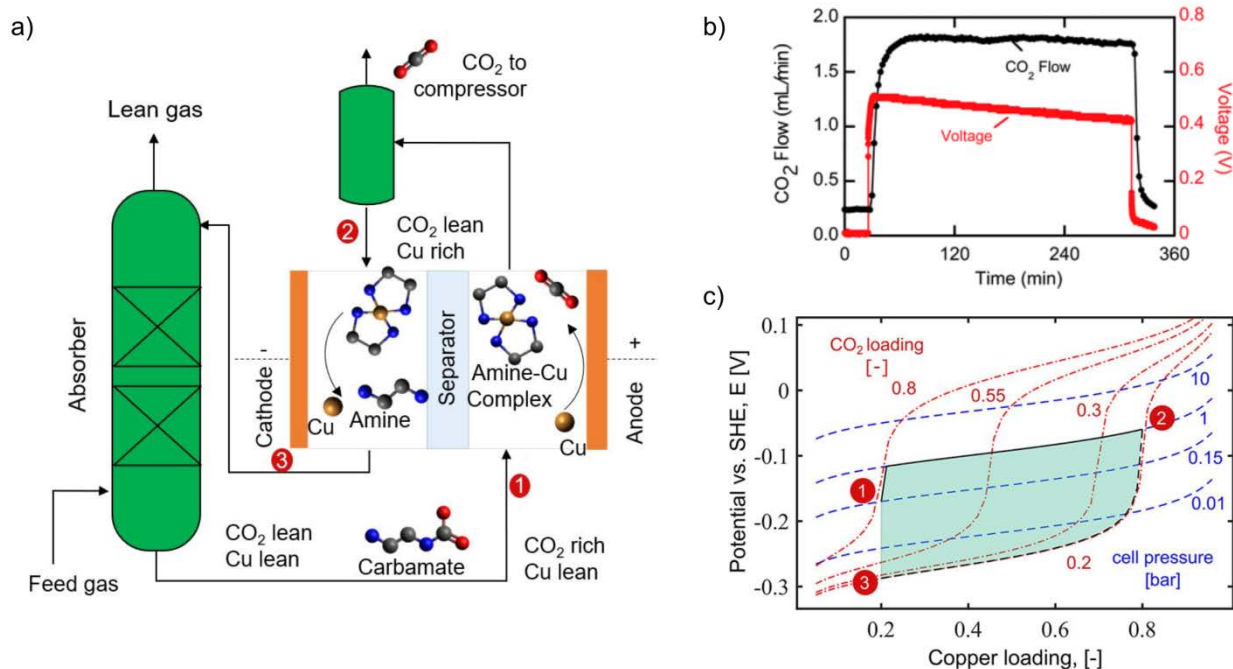 a)
CO2 to
compressor
Lean gas
2
CO2 lean
Cu rich
Absorber
-
+
Cathode
Separator
Anode
Cu
Amine
Amine-Cu
Complex
Cu
3
1
Feed gas
CO2 lean
Cu lean
Carbamate
CO2 rich
Cu lean
b)
CO2 Flow (mL/min)
2.0
1.5
1.0
0.5
0.0
CO2 Flow
Voltage
0.8
0.6
0.4
0.2
0
Voltage (V)
0 120 240 360
Time (min)
c)
Potential vs. SHE, E [V]
0.1
0
-0.1
-0.2
-0.3
CO2 loading
[-]
0.8
0.55
0.3
10
2
1
0.15
1
0.01
0.2
cell pressure
[bar]
3
0.2 0.4 0.6 0.8
Copper loading, [-]